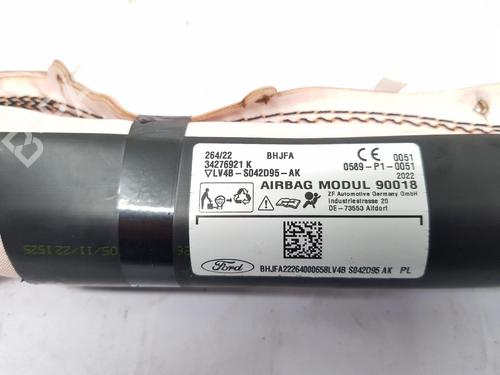 264/22 BHJFA
34276921 K
▽LV4B-S042D95-AK
CE 0051
0589-P1-0051
2022
AIRBAG MODUL 90018
ZF Automotive Germany GmbH
Industriestrasse 20
DE-73553 Alfdorf
Ford
BHJFA22264000658LV4B S042D95 AK PL
05/11/22 1525